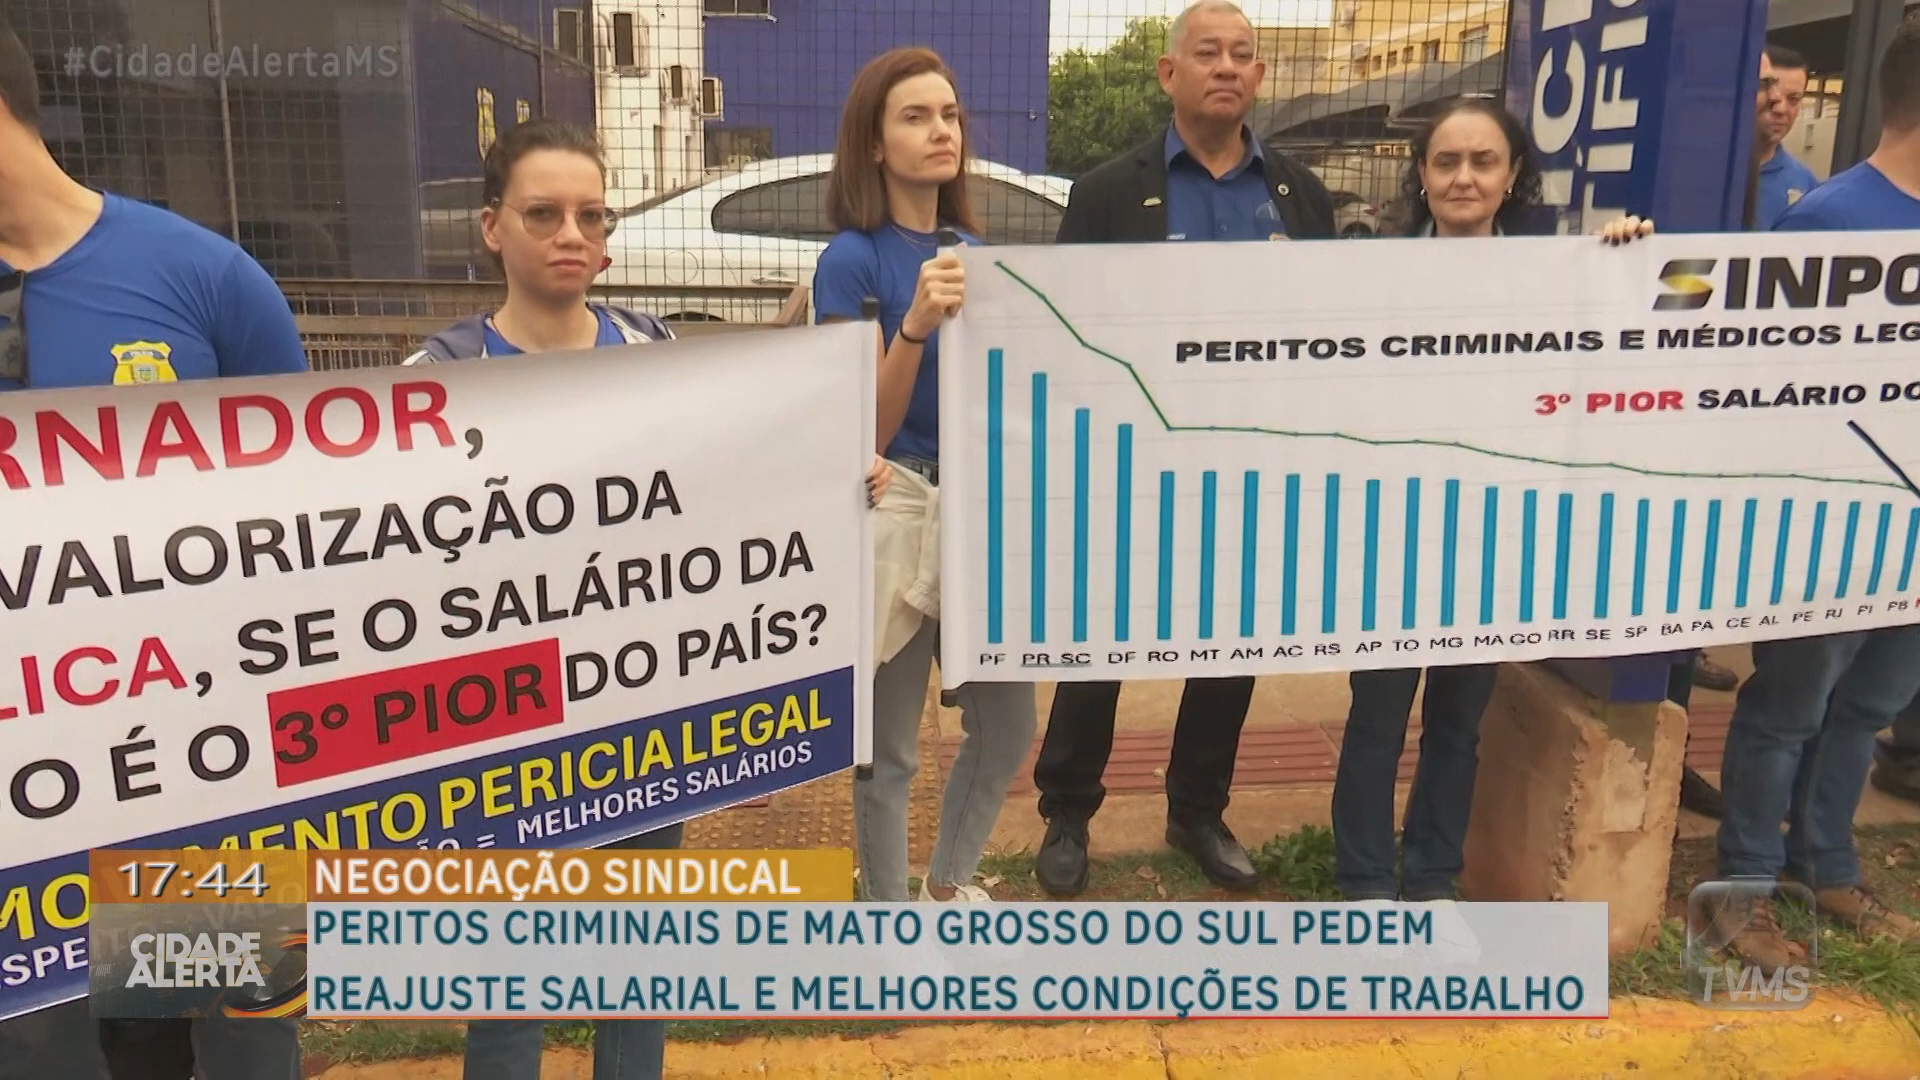 #CidadeAlertaMS
RNADOR,
VALORIZAÇÃO DA
LICA, SE O SALÁRIO DA
DO É O 3º PIOR DO PAÍS?
MENTO PERICIA LEGAL
= MELHORES SALÁRIOS
SINPO
PERITOS CRIMINAIS E MÉDICOS LEG
3º PIOR SALÁRIO DO
PF PR SC DF RO MT AM AC RS AP TO MG MA GO RR SE SP BA PA CE AL PE RJ PI PB
17:44
NEGOCIAÇÃO SINDICAL
CIDADE
ALERTA
PERITOS CRIMINAIS DE MATO GROSSO DO SUL PEDEM
REAJUSTE SALARIAL E MELHORES CONDIÇÕES DE TRABALHO
TVMS